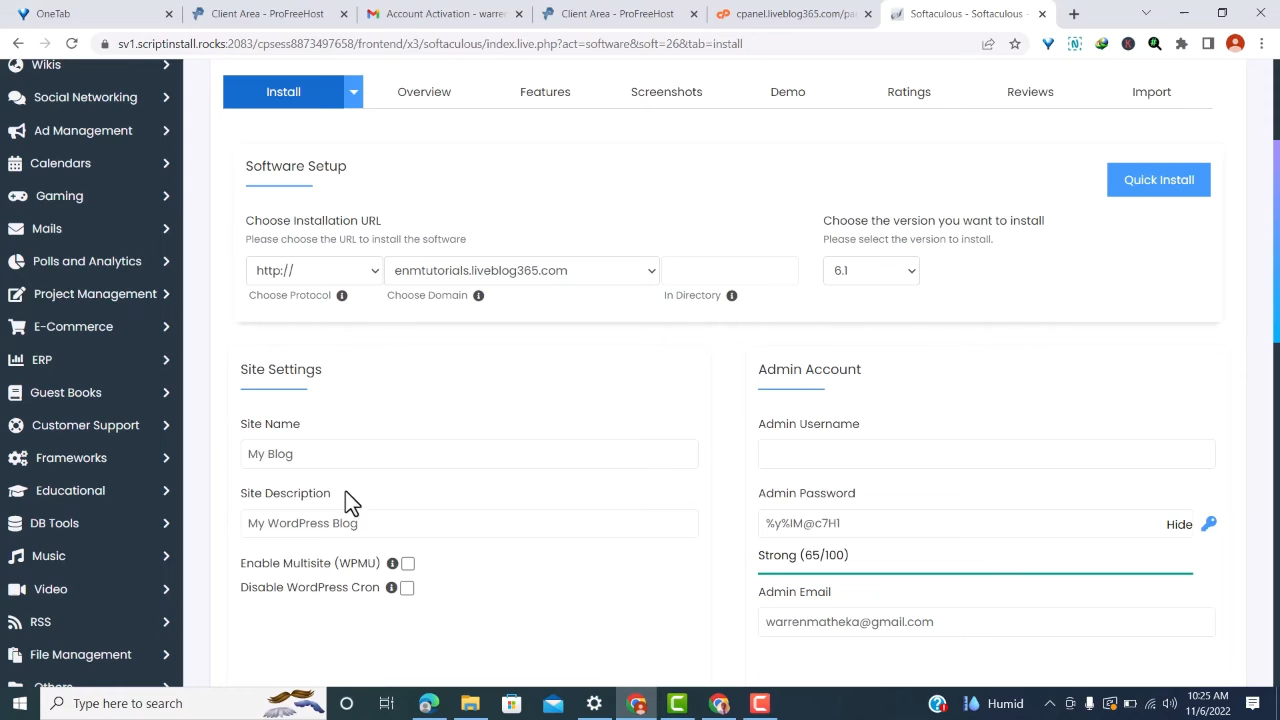 Client Portal - ProFreeHost
Account Activation - warre
Client Area - ProFreeHost
cpanel.liveblog365.com/pa
Softaculous - Softaculous -
sv1.scriptinstall.rocks:2083/cpsess8873497658/frontend/x3/softaculous/index.live.php?act=software&soft=26&tab=install
Wikis
Social Networking
Ad Management
Calendars
Gaming
Mails
Polls and Analytics
Project Management
E-Commerce
ERP
Guest Books
Customer Support
Frameworks
Educational
DB Tools
Music
Video
RSS
File Management
Others
Install
Overview
Features
Screenshots
Demo
Ratings
Reviews
Import
Software Setup
Quick Install
Choose Installation URL
Please choose the URL to install the software
http://
enmtutorials.liveblog365.com
Choose Protocol
Choose Domain
In Directory
Choose the version you want to install
Please select the version to install.
6.1
Site Settings
Site Name
My Blog
Site Description
My WordPress Blog
Enable Multisite (WPMU)
Disable WordPress Cron
Admin Account
Admin Username
Admin Password
%y%IM@c7H1
Hide
Strong (65/100)
Admin Email
warrenmatheka@gmail.com
Type here to search
Humid
10:25 AM
11/6/2022